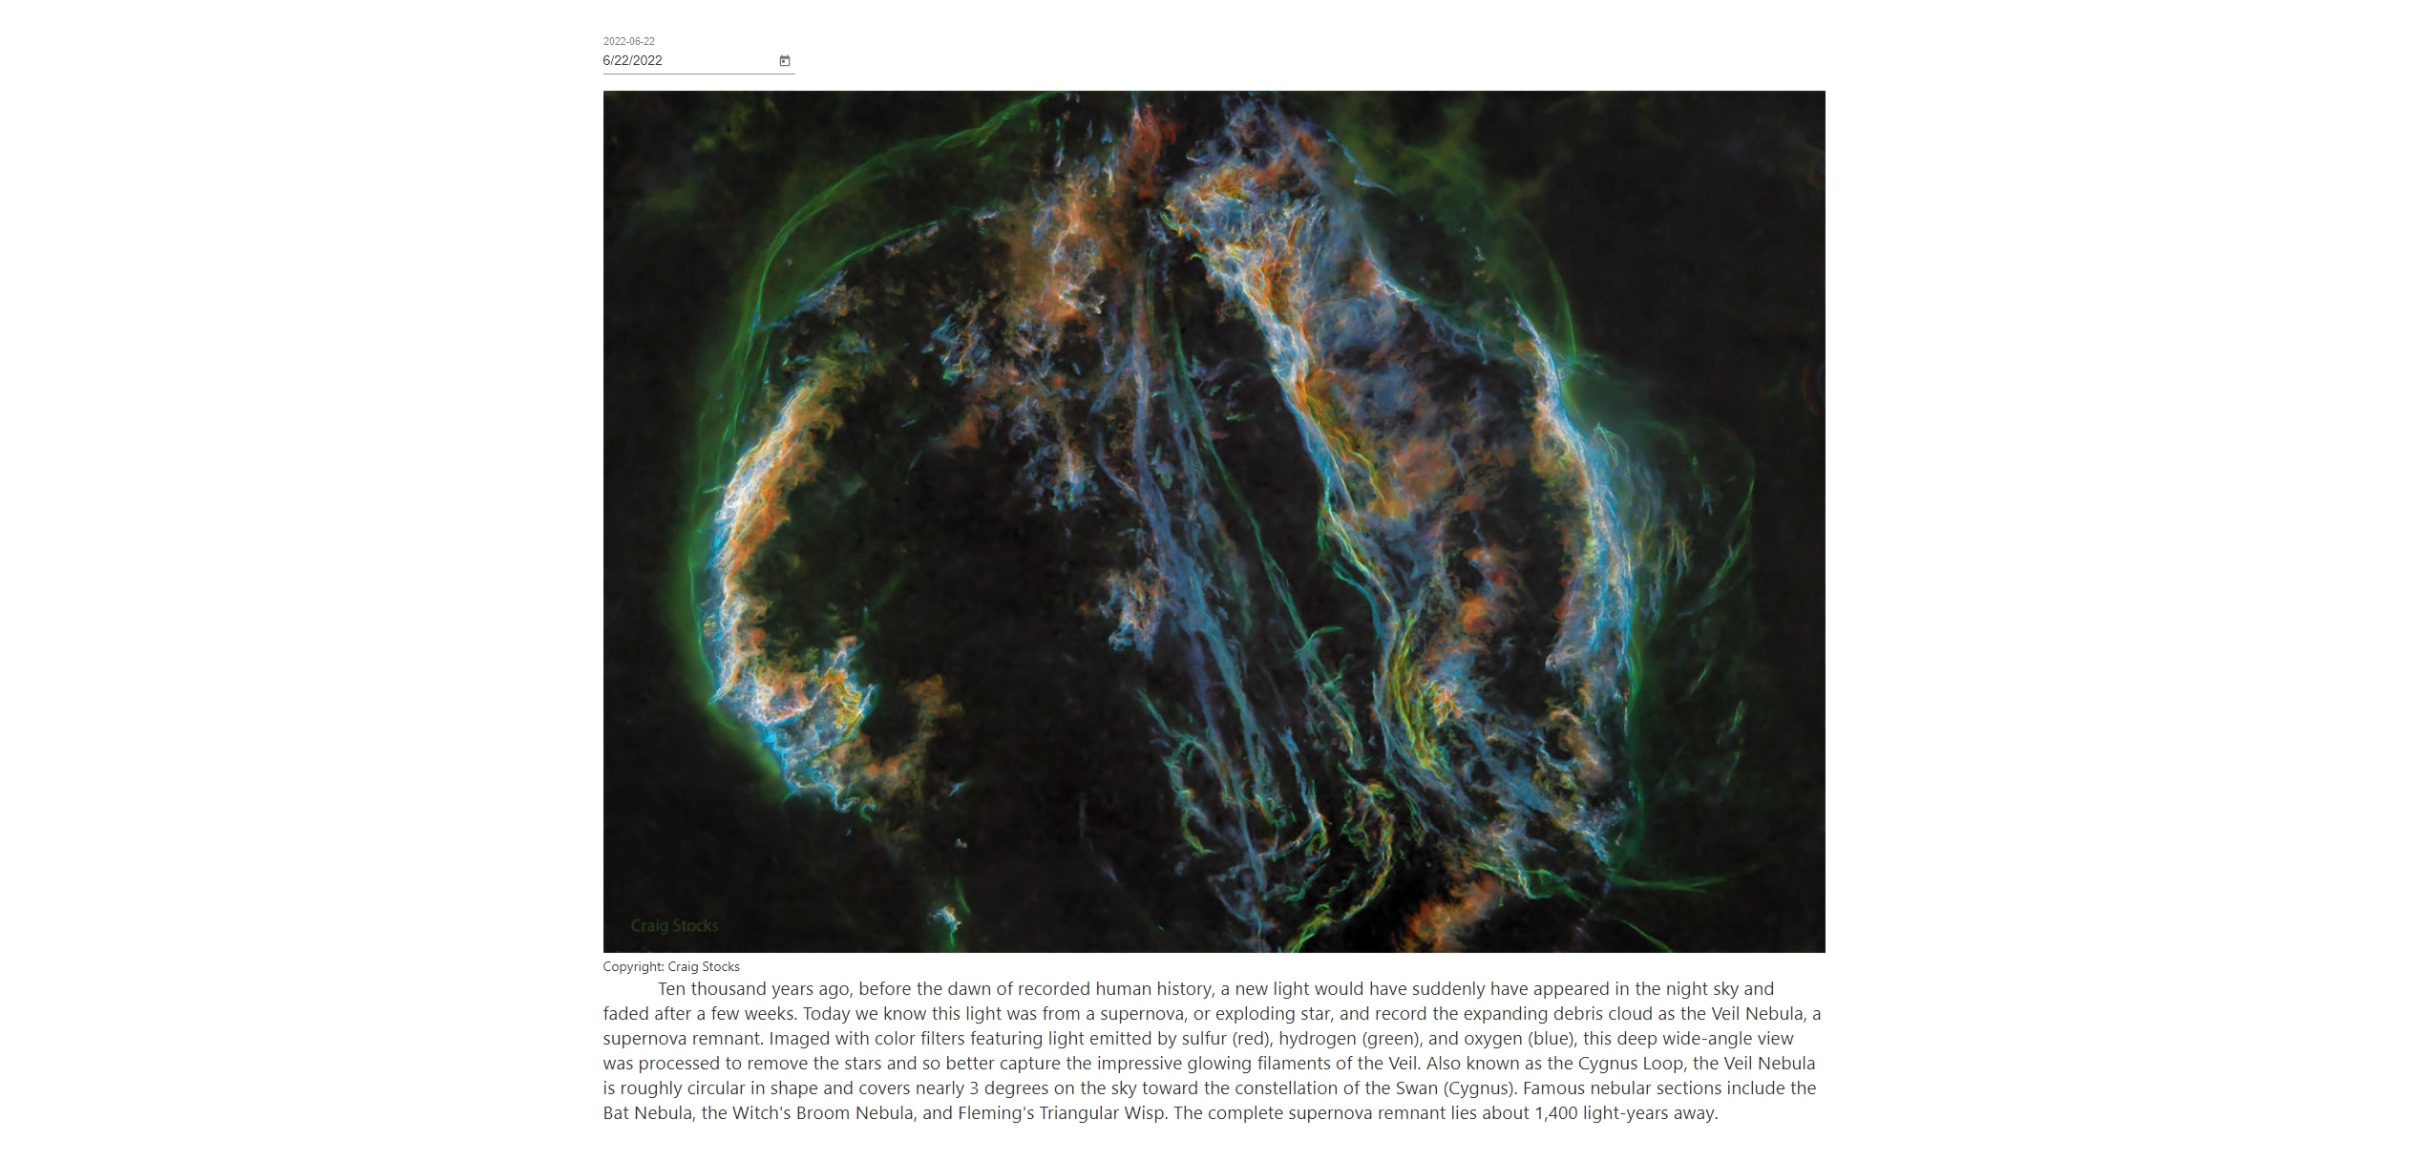 2022-06-22
6/22/2022
Craig Stocks
Copyright: Craig Stocks
Ten thousand years ago, before the dawn of recorded human history, a new light would have suddenly have appeared in the night sky and
faded after a few weeks. Today we know this light was from a supernova, or exploding star, and record the expanding debris cloud as the Veil Nebula, a
supernova remnant. Imaged with color filters featuring light emitted by sulfur (red), hydrogen (green), and oxygen (blue), this deep wide-angle view
was processed to remove the stars and so better capture the impressive glowing filaments of the Veil. Also known as the Cygnus Loop, the Veil Nebula
is roughly circular in shape and covers nearly 3 degrees on the sky toward the constellation of the Swan (Cygnus). Famous nebular sections include the
Bat Nebula, the Witch's Broom Nebula, and Fleming's Triangular Wisp. The complete supernova remnant lies about 1,400 light-years away.